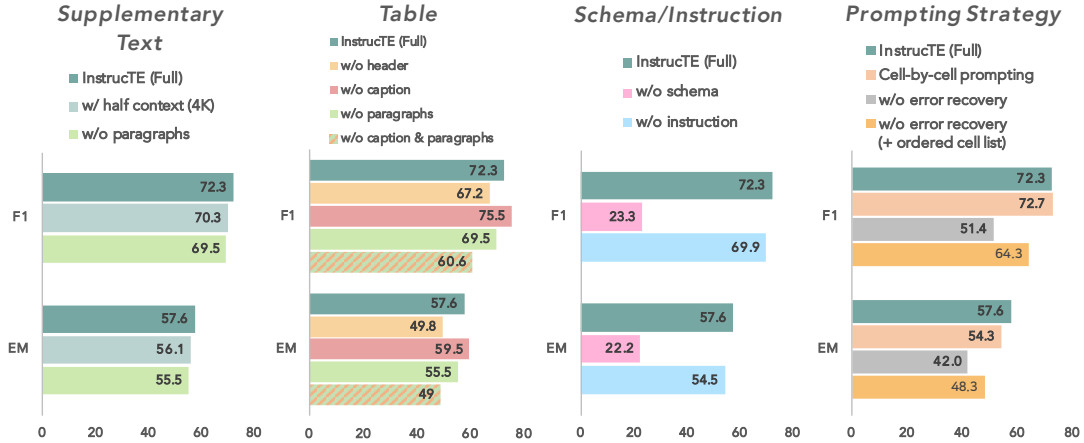 Supplementary
Text
InstrucTE (Full)
w/ half context (4K)
w/o paragraphs
F1
72.3
70.3
69.5
EM
57.6
56.1
55.5
0 20 40 60 80
Table
InstrucTE (Full)
w/o header
w/o caption
w/o paragraphs
w/o caption & paragraphs
F1
72.3
67.2
75.5
69.5
60.6
EM
57.6
49.8
59.5
55.5
49
0 20 40 60 80
Schema/Instruction
InstrucTE (Full)
w/o schema
w/o instruction
F1
72.3
23.3
69.9
EM
57.6
22.2
54.5
0 20 40 60 80
Prompting Strategy
InstrucTE (Full)
Cell-by-cell prompting
w/o error recovery
w/o error recovery
(+ ordered cell list)
F1
72.3
72.7
51.4
64.3
EM
57.6
54.3
42.0
48.3
0 20 40 60 80